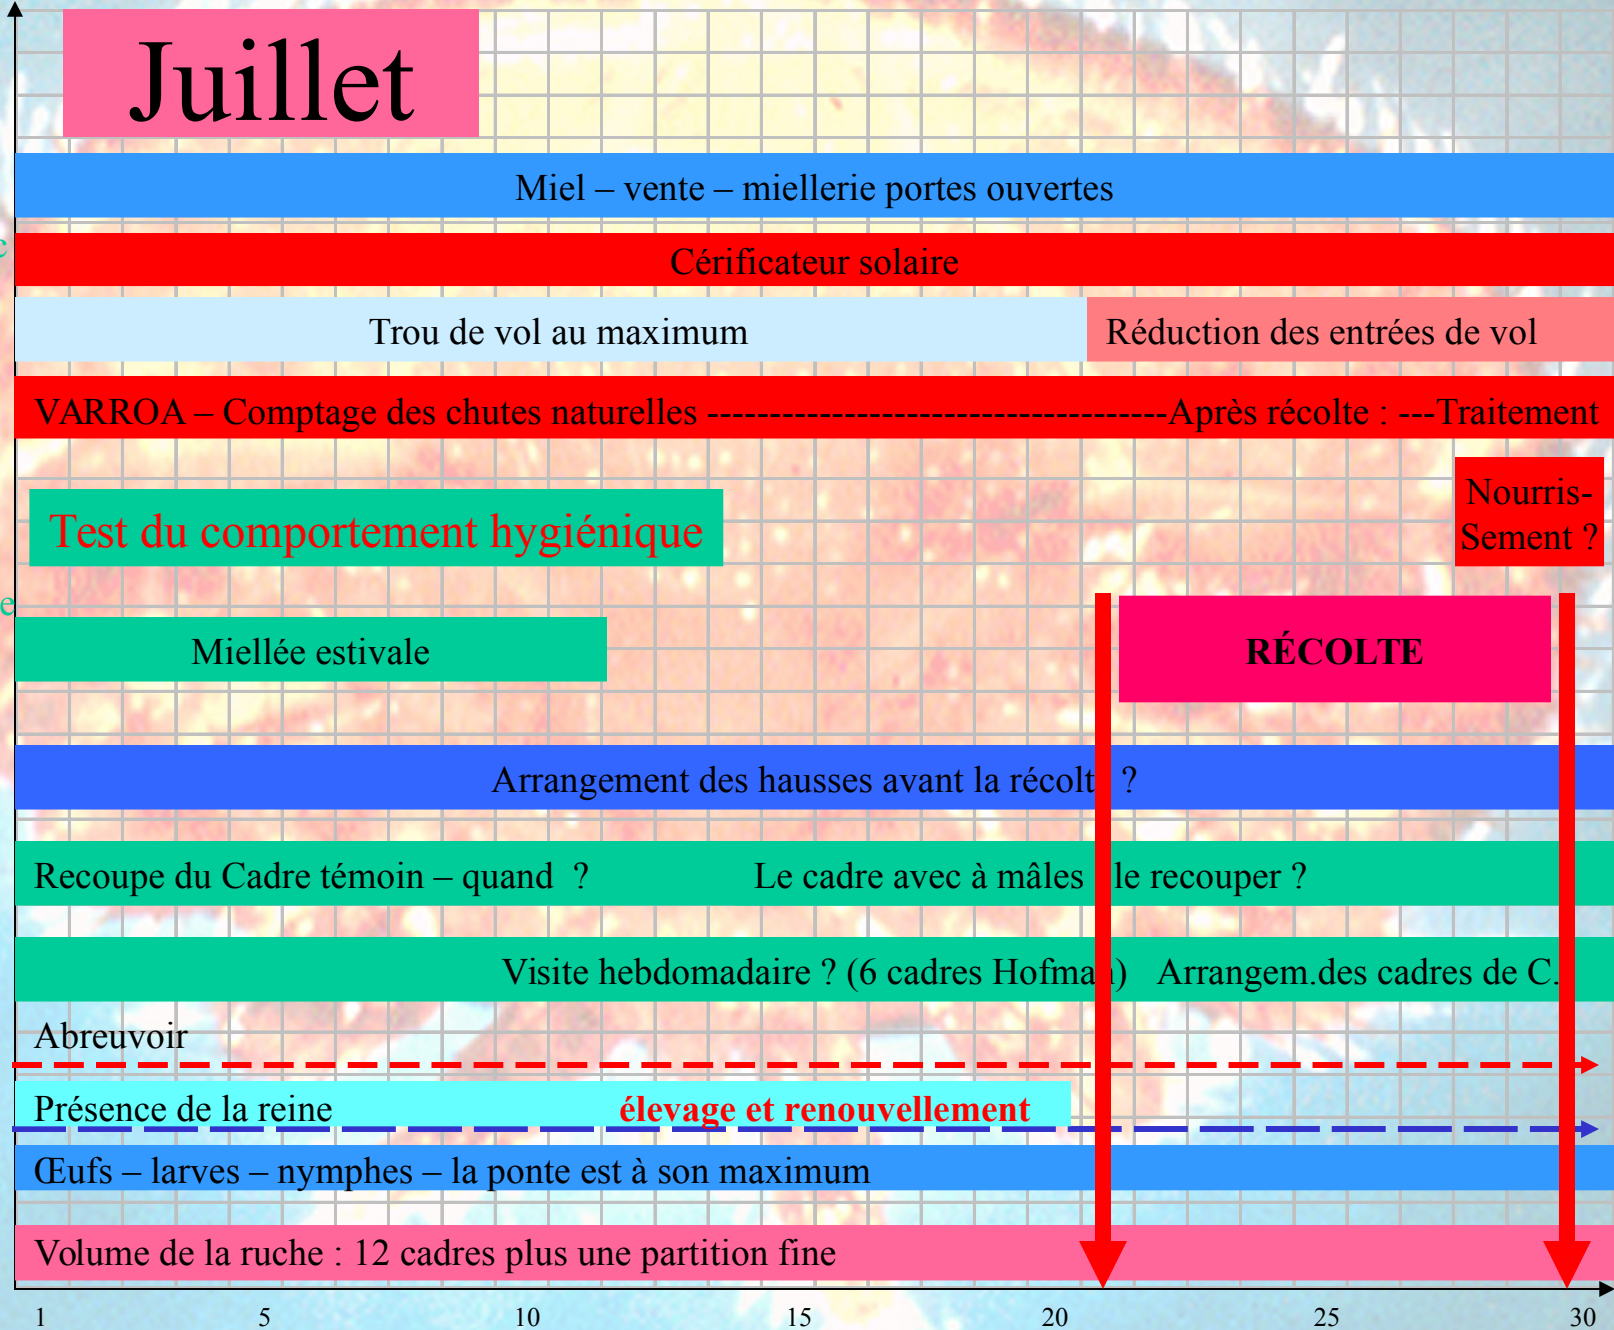 Juillet
Miel – vente – miellerie portes ouvertes
c
Cérificateur solaire
Trou de vol au maximum
Réduction des entrées de vol
VARROA – Comptage des chutes naturelles -------------------------------------Après récolte : ---Traitement
Nourris-
Sement ?
Test du comportement hygiénique
e
Miellée estivale
RÉCOLTE
Arrangement des hausses avant la récolt ?
Recoupe du Cadre témoin – quand ? Le cadre avec à mâles le recouper ?
Visite hebdomadaire ? (6 cadres Hofman) Arrangem.des cadres de C.
Abreuvoir
Présence de la reine
élevage et renouvellement
Œufs – larves – nymphes – la ponte est à son maximum
Volume de la ruche : 12 cadres plus une partition fine
1 5 10 15 20 25 30